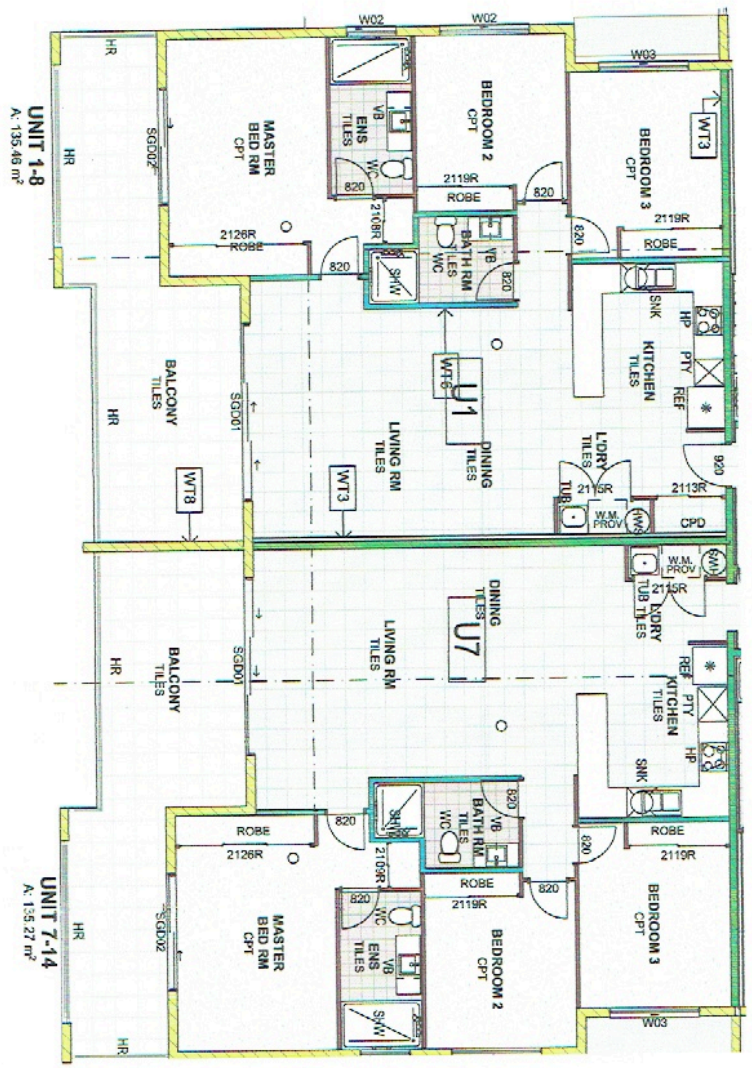 W02
W02
W03
HR
HR
SHW
VB
ENS
TILES
WC
820
MASTER
BED RM
CPT
SGD02
2126R
ROBE
820
2108R
BEDROOM 2
CPT
2119R
ROBE
820
BEDROOM 3
CPT
WT3
2119R
ROBE
820
SHW
BATH RM
TILES
WC
VB
820
UNIT 1-8
A: 135.46 m²
SNK
KITCHEN
TILES
HP
PTY
REF
BALCONY
TILES
HR
SGD01
WT8
WT3
LIVING RM
TILES
WT6
U1
DINING
TILES
L'DRY
TILES
2115R
TUB
W.M.
PROV
HWS
920
2113R
CPD
BALCONY
TILES
HR
SGD01
LIVING RM
TILES
DINING
TILES
U7
W.M.
PROV
HWS
2115R
TUB
L'DRY
TILES
REF
PTY
HP
KITCHEN
TILES
SNK
SHW
BATH RM
TILES
WC
VB
820
820
820
ROBE
2126R
2109R
MASTER
BED RM
CPT
SGD02
820
WC
VB
ENS
TILES
SHW
ROBE
2119R
820
BEDROOM 2
CPT
ROBE
2119R
BEDROOM 3
CPT
W03
HR
HR
UNIT 7-14
A: 135.27 m²